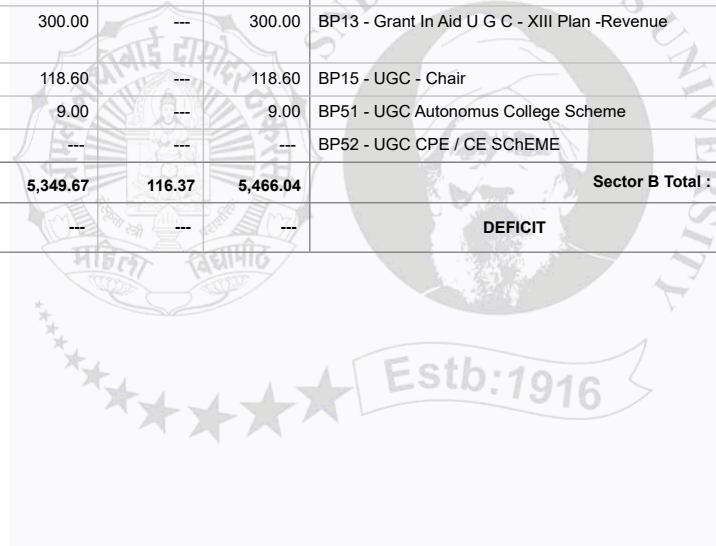 300.00 --- 300.00 BP13 - Grant In Aid U G C - XIII Plan -Revenue
118.60 --- 118.60 BP15 - UGC - Chair
9.00 --- 9.00 BP51 - UGC Autonomus College Scheme
--- --- --- BP52 - UGC CPE / CE SChEME
5,349.67 116.37 5,466.04 Sector B Total :
--- --- --- DEFICIT
महिला विद्यापीठ
UNIVERSITY
Estb:1916